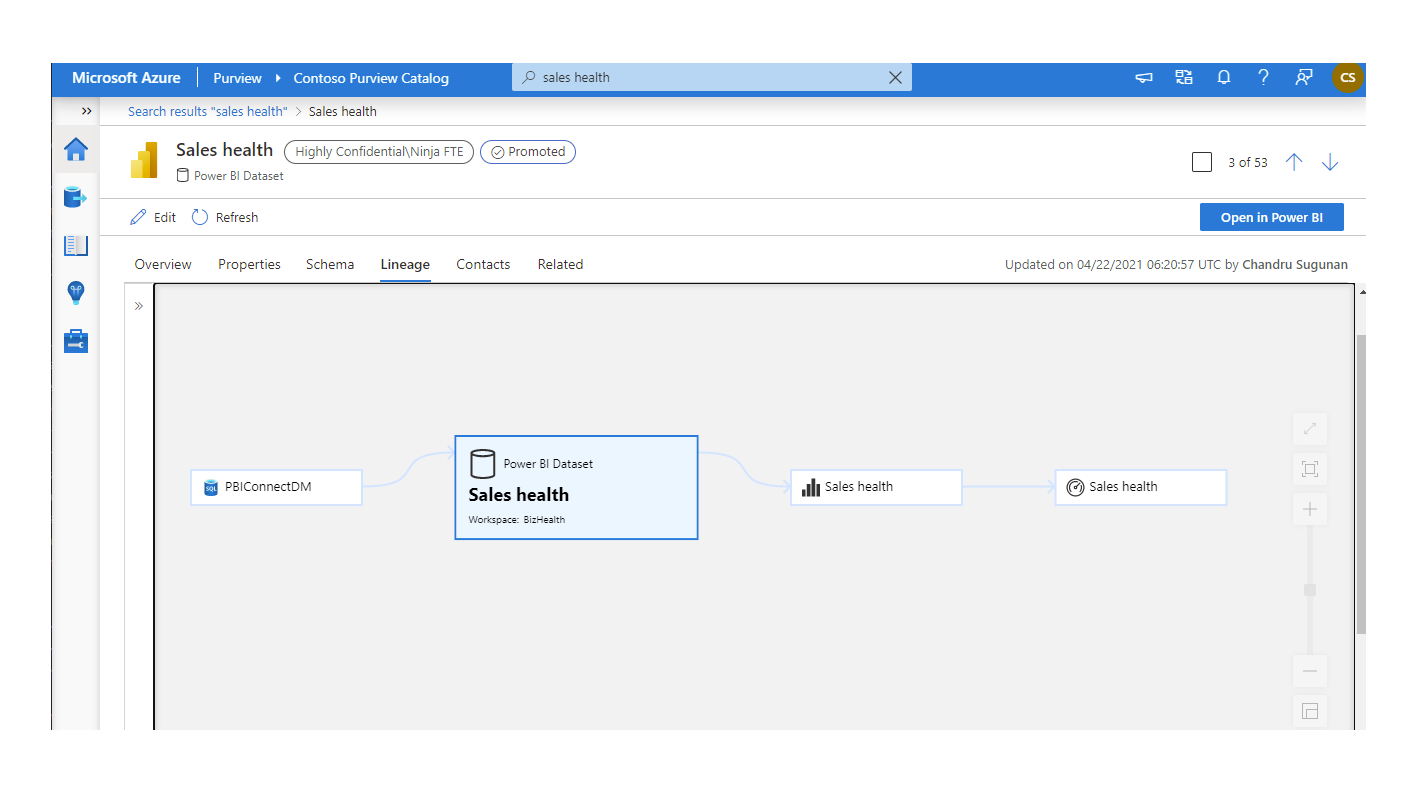 Microsoft Azure
Purview
Contoso Purview Catalog
sales health
CS
Search results "sales health" > Sales health
Sales health
Highly Confidential\Ninja FTE
Promoted
Power BI Dataset
3 of 53
Edit
Refresh
Open in Power BI
Overview
Properties
Schema
Lineage
Contacts
Related
Updated on 04/22/2021 06:20:57 UTC by Chandru Sugunan
SQL
PBIConnectDM
Power BI Dataset
Sales health
Workspace: BizHealth
Sales health
Sales health